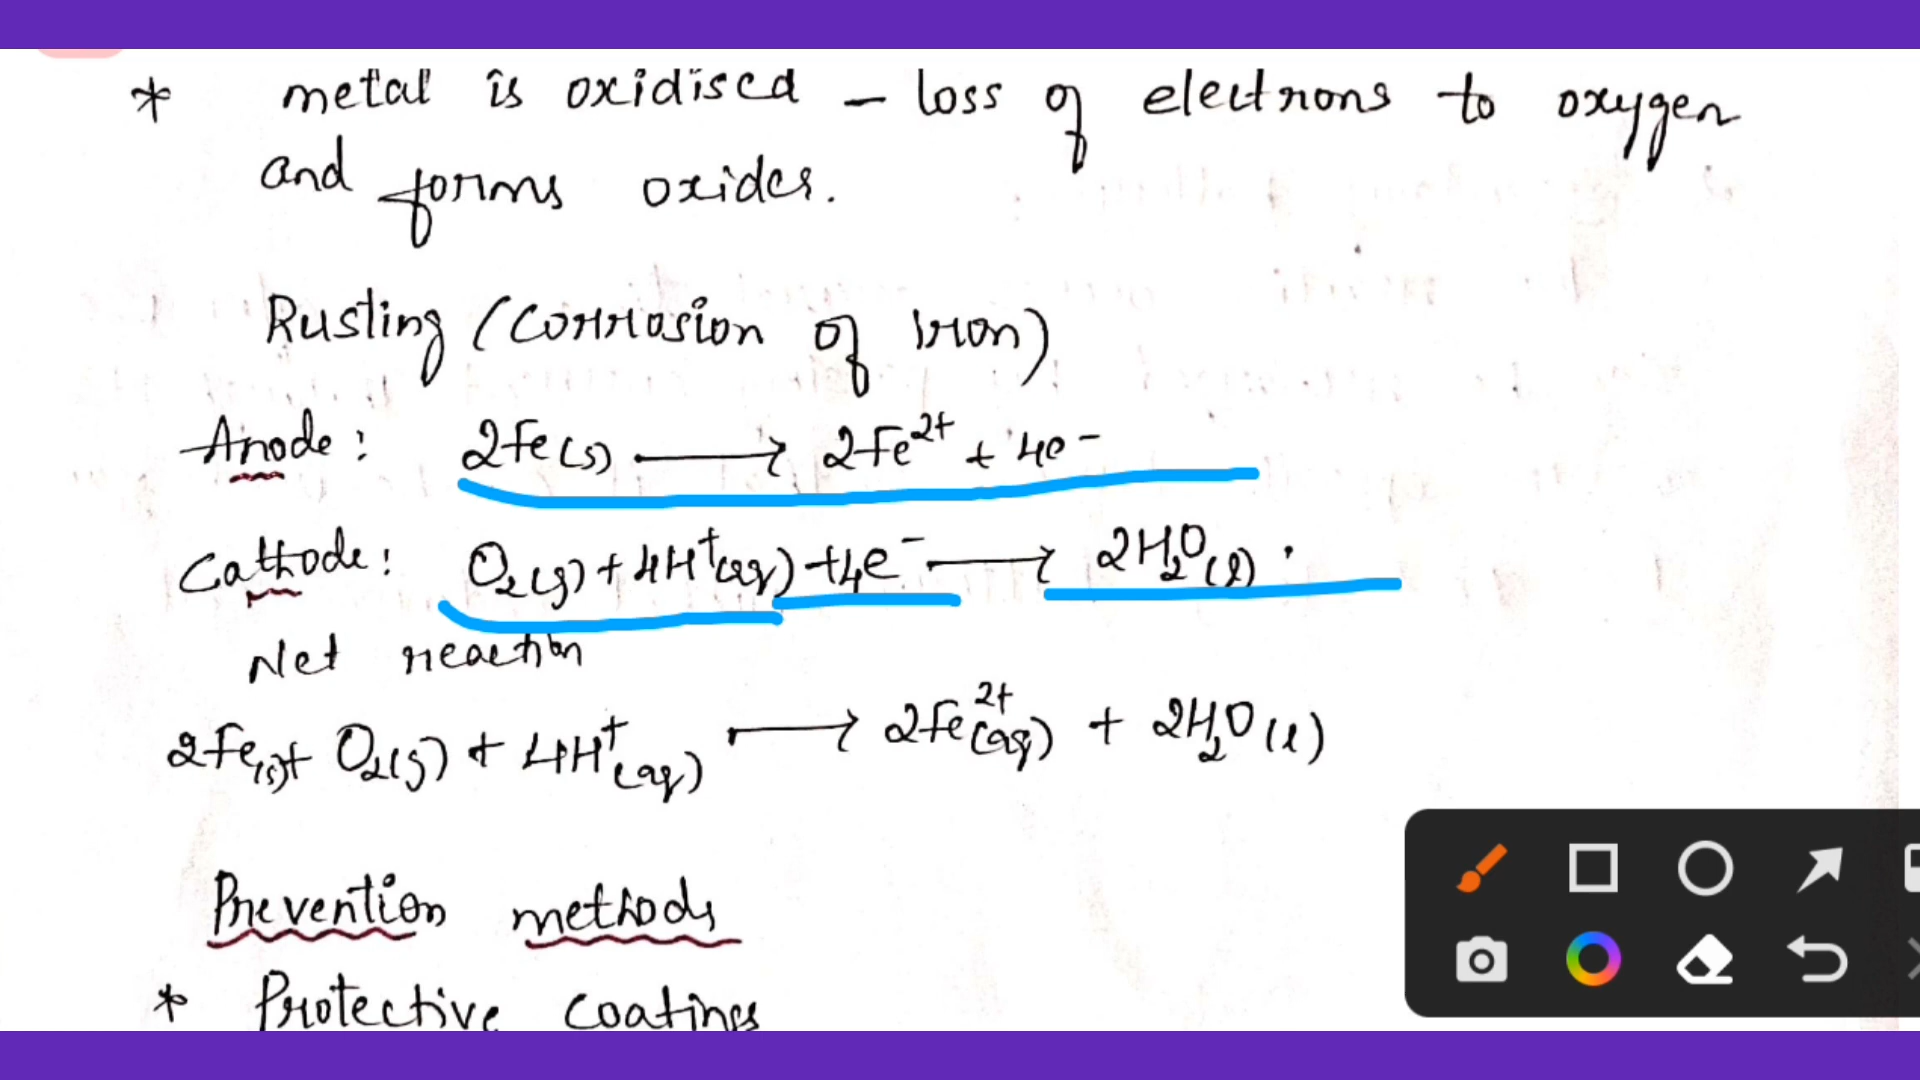 * metal is oxidised – loss of electrons to oxygen
and forms oxides.
Rusting (Corrosion of Iron)
Anode: 2Fe(s) ⟶ 2Fe²⁺ + 4e⁻
Cathode: O₂(g) + 4H⁺(aq) + 4e⁻ ⟶ 2H₂O(l).
Net reaction
2Fe(s) + O₂(g) + 4H⁺(aq) ⟶ 2Fe²⁺(aq) + 2H₂O(l)
Prevention methods
* Protective coatings